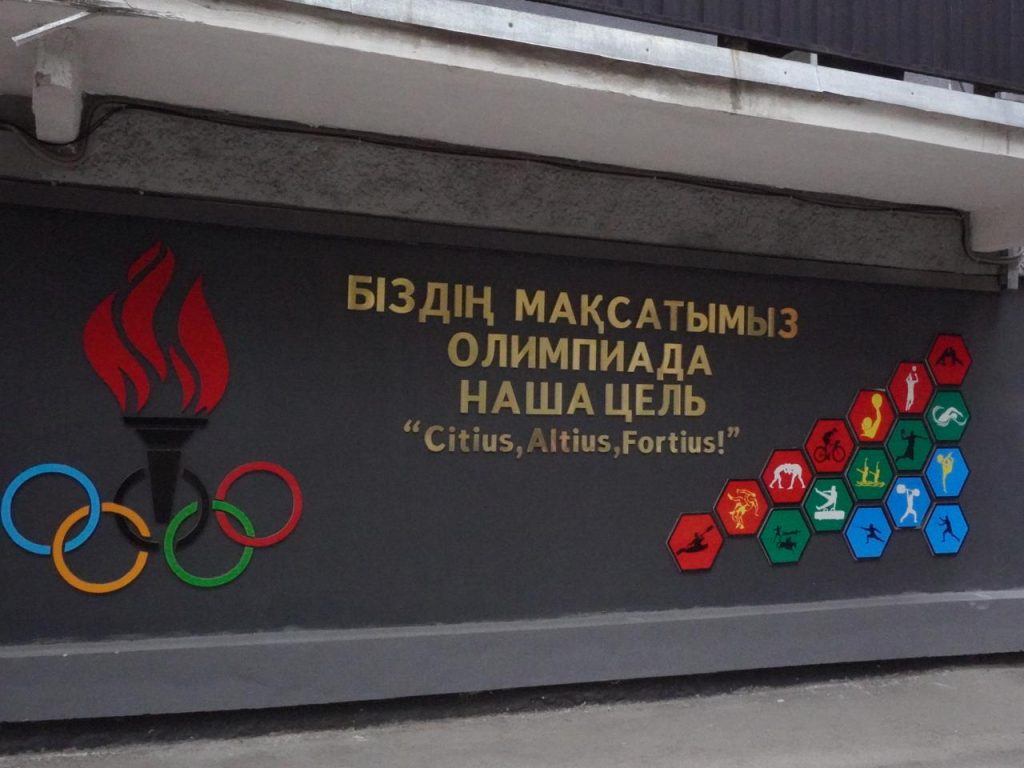 БІЗДІҢ МАҚСАТЫМЫЗ
ОЛИМПИАДА
НАША ЦЕЛЬ
“Citius, Altius, Fortius!”